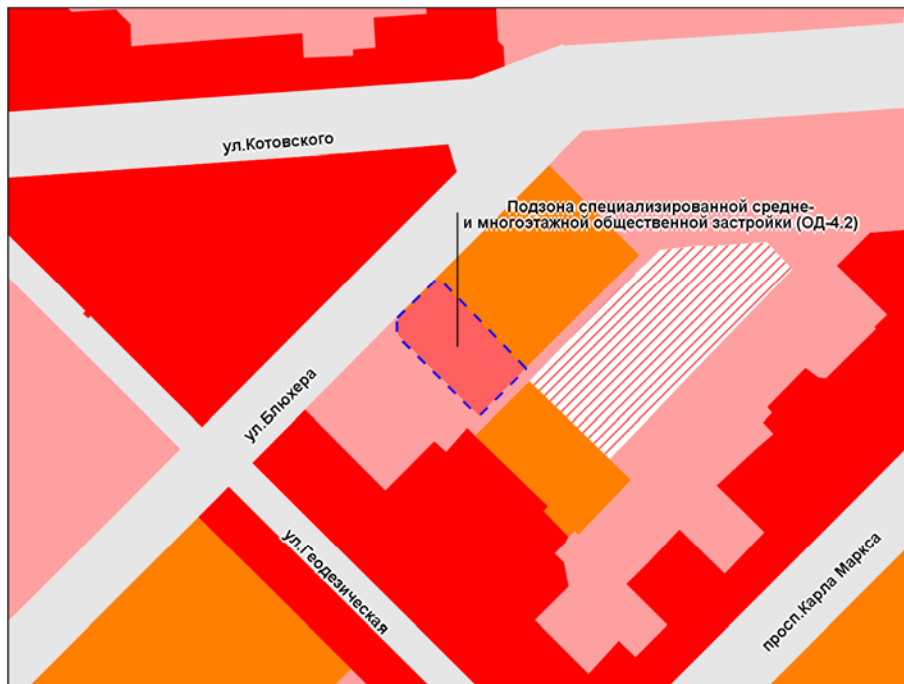 ул.Котовского
Подзона специализированной средне-
и многоэтажной общественной застройки (ОД-4.2)
ул.Блюхера
ул.Геодезическая
просп.Карла Маркса